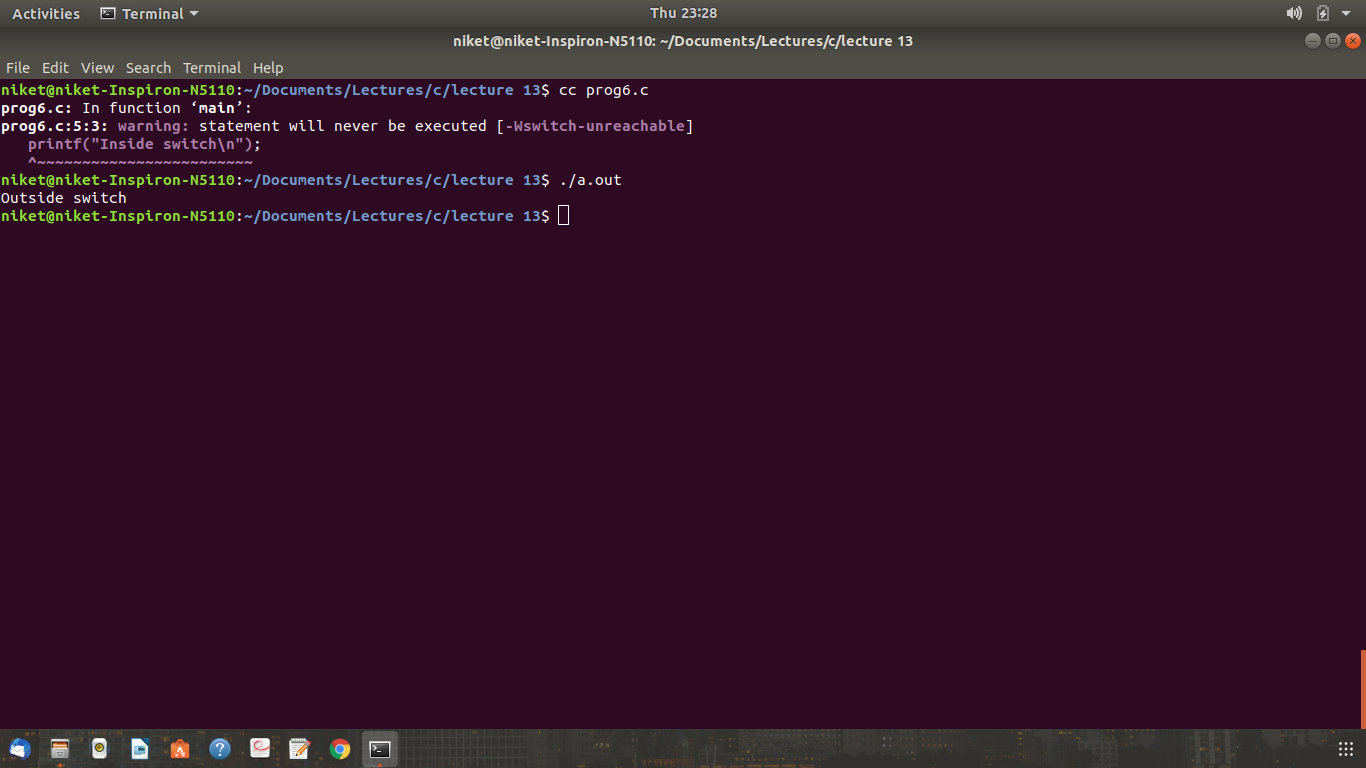 Activities Terminal Thu 23:28
niket@niket-Inspiron-N5110: ~/Documents/Lectures/c/lecture 13
File Edit View Search Terminal Help
niket@niket-Inspiron-N5110:~/Documents/Lectures/c/lecture 13$ cc prog6.c
prog6.c: In function ‘main’:
prog6.c:5:3: warning: statement will never be executed [-Wswitch-unreachable]
   printf("Inside switch\n");
   ^~~~~~~~~~~~~~~~~~~~~~~~~
niket@niket-Inspiron-N5110:~/Documents/Lectures/c/lecture 13$ ./a.out
Outside switch
niket@niket-Inspiron-N5110:~/Documents/Lectures/c/lecture 13$